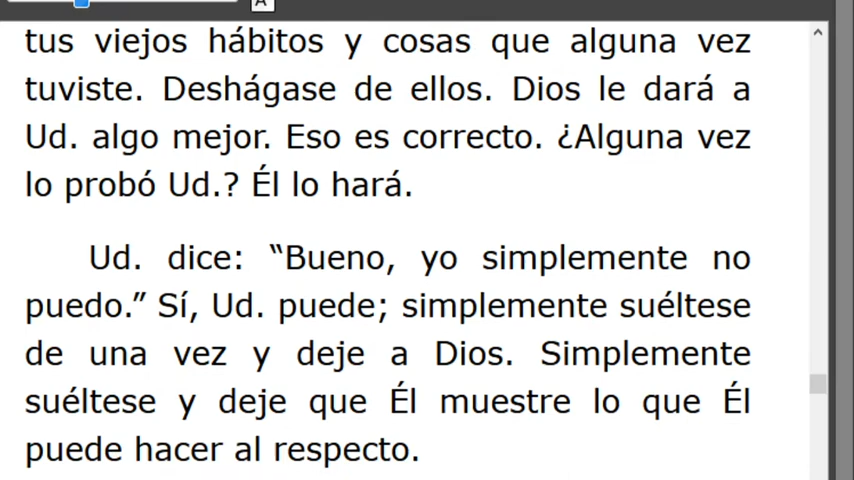 A
tus viejos hábitos y cosas que alguna vez
tuviste. Deshágase de ellos. Dios le dará a
Ud. algo mejor. Eso es correcto. ¿Alguna vez
lo probó Ud.? Él lo hará.
Ud. dice: “Bueno, yo simplemente no
puedo.” Sí, Ud. puede; simplemente suéltese
de una vez y deje a Dios. Simplemente
suéltese y deje que Él muestre lo que Él
puede hacer al respecto.